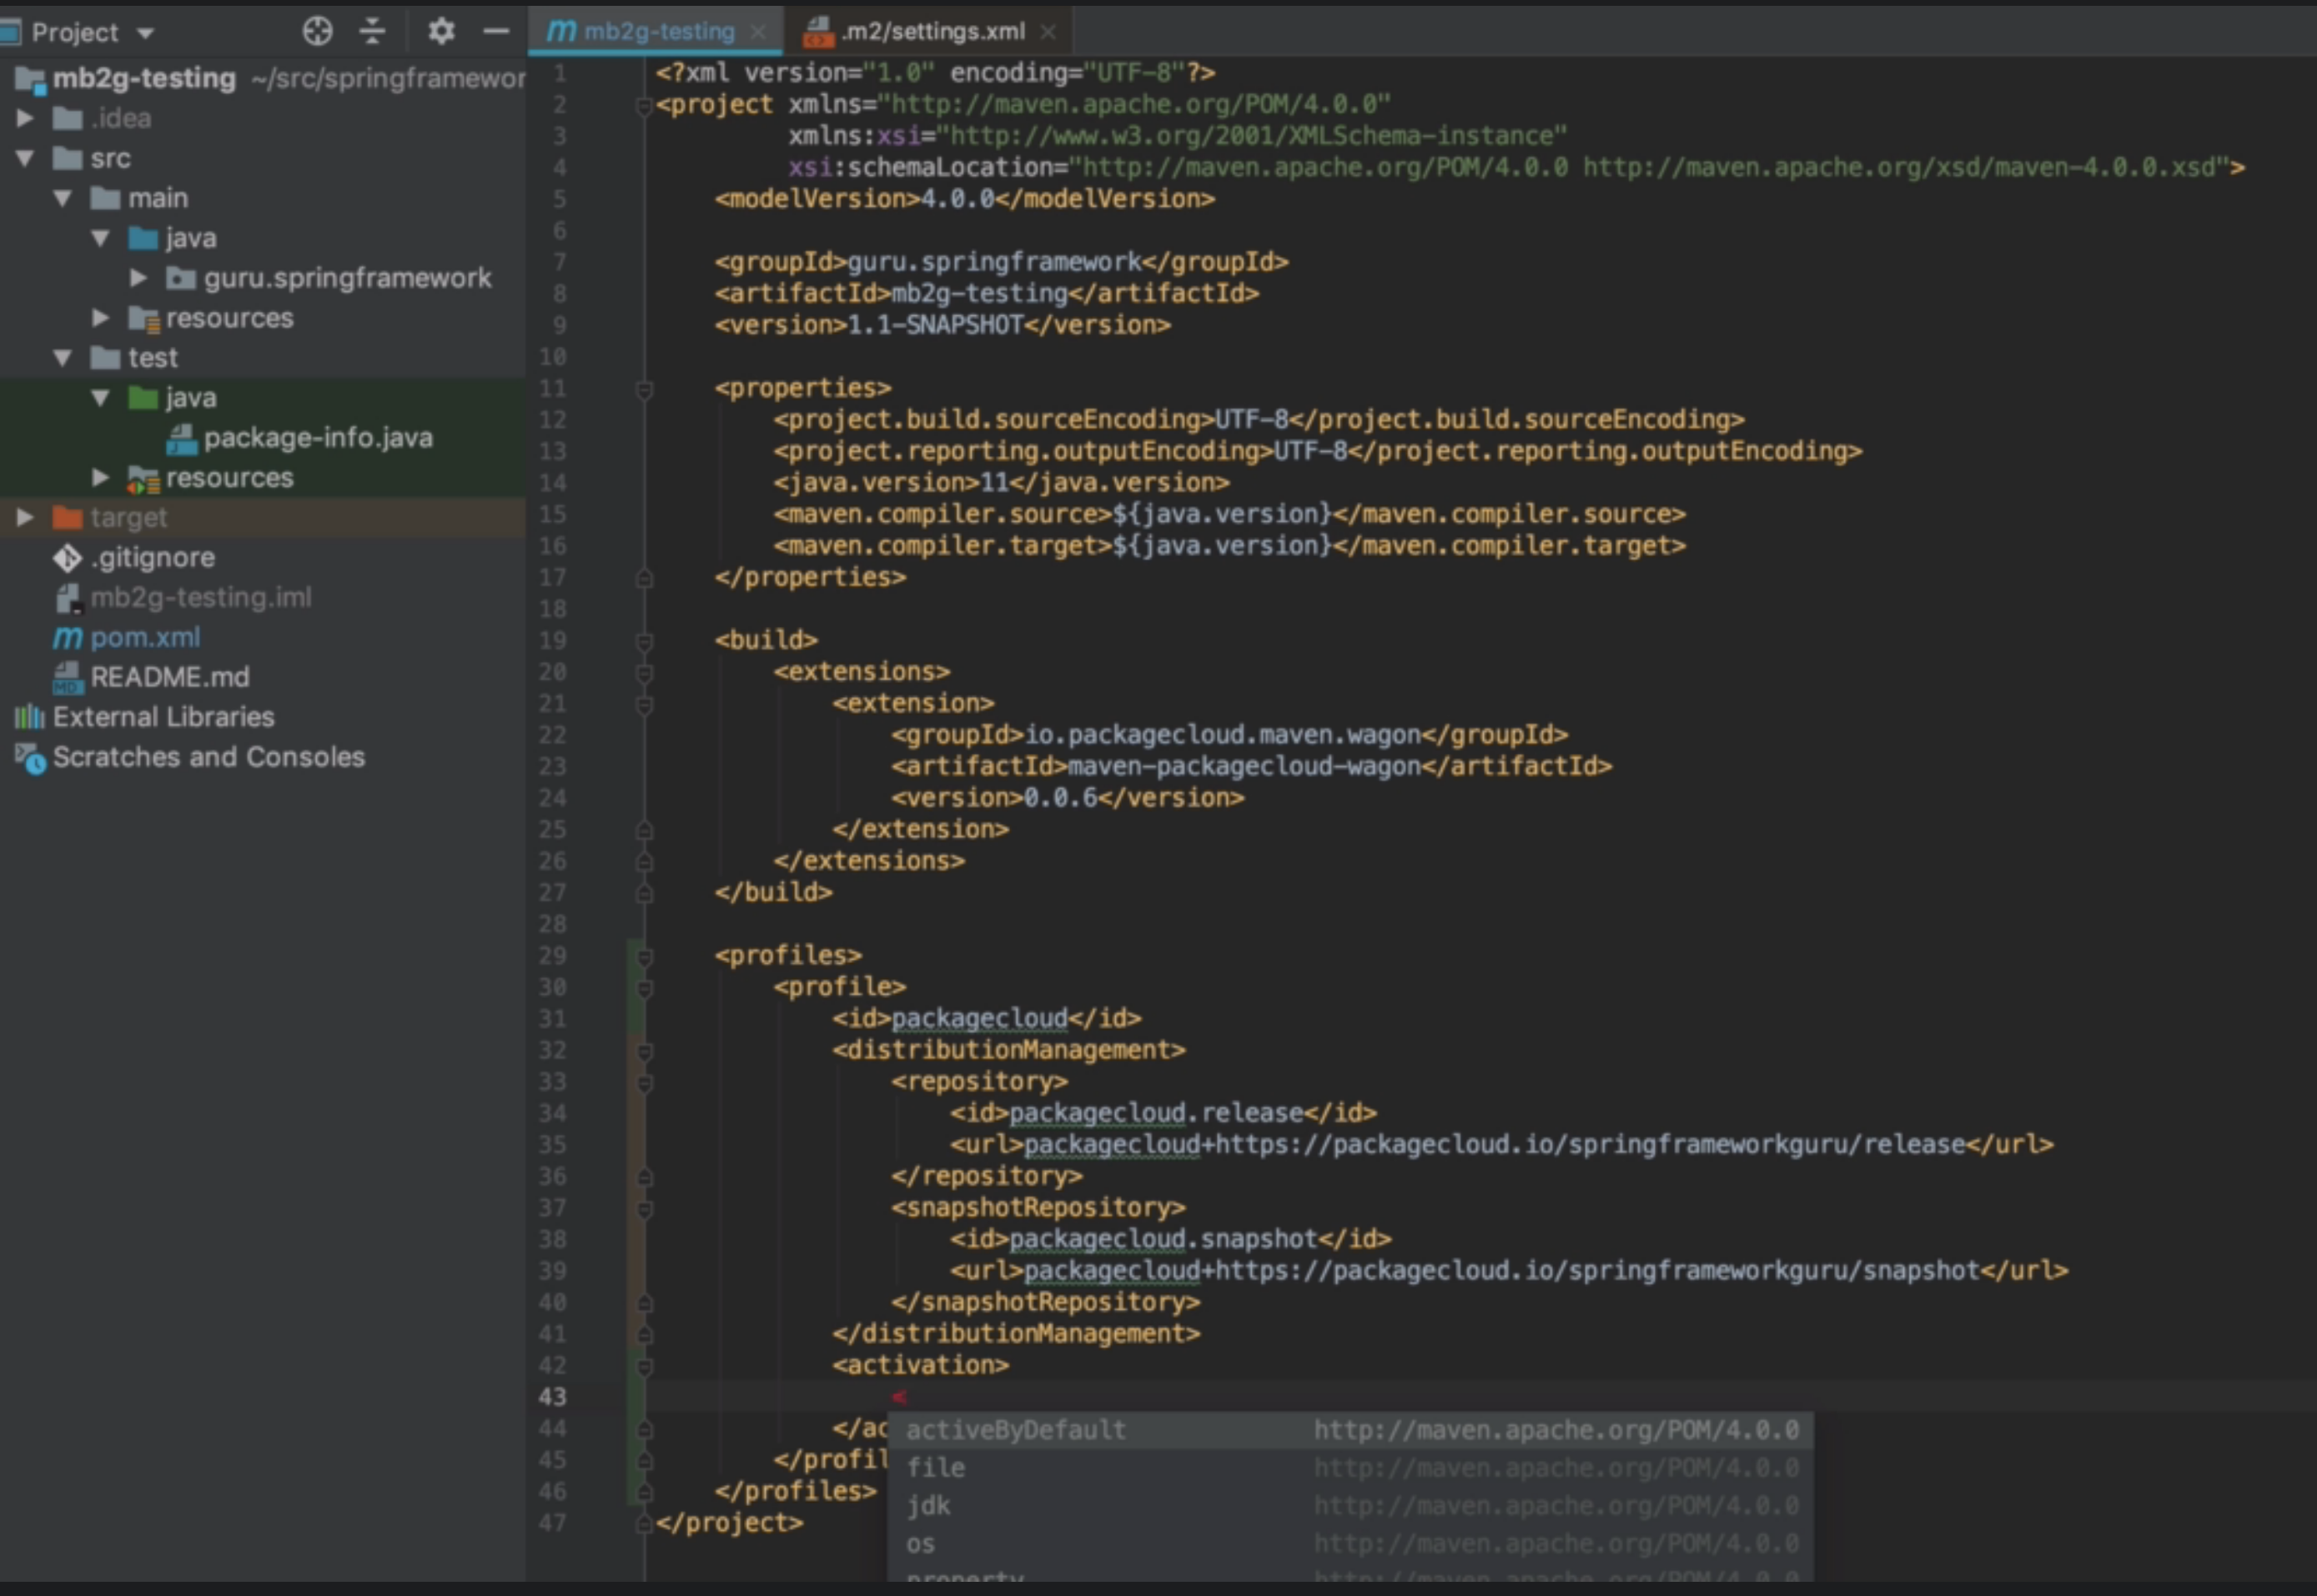 Project
mb2g-testing
.m2/settings.xml
mb2g-testing ~/src/springframewor
.idea
src
main
java
guru.springframework
resources
test
java
package-info.java
resources
target
.gitignore
mb2g-testing.iml
pom.xml
README.md
External Libraries
Scratches and Consoles
1 <?xml version="1.0" encoding="UTF-8"?>
2 <project xmlns="http://maven.apache.org/POM/4.0.0"
3 xmlns:xsi="http://www.w3.org/2001/XMLSchema-instance"
4 xsi:schemaLocation="http://maven.apache.org/POM/4.0.0 http://maven.apache.org/xsd/maven-4.0.0.xsd">
5 <modelVersion>4.0.0</modelVersion>
6
7 <groupId>guru.springframework</groupId>
8 <artifactId>mb2g-testing</artifactId>
9 <version>1.1-SNAPSHOT</version>
10
11 <properties>
12 <project.build.sourceEncoding>UTF-8</project.build.sourceEncoding>
13 <project.reporting.outputEncoding>UTF-8</project.reporting.outputEncoding>
14 <java.version>11</java.version>
15 <maven.compiler.source>${java.version}</maven.compiler.source>
16 <maven.compiler.target>${java.version}</maven.compiler.target>
17 </properties>
18
19 <build>
20 <extensions>
21 <extension>
22 <groupId>io.packagecloud.maven.wagon</groupId>
23 <artifactId>maven-packagecloud-wagon</artifactId>
24 <version>0.0.6</version>
25 </extension>
26 </extensions>
27 </build>
28
29 <profiles>
30 <profile>
31 <id>packagecloud</id>
32 <distributionManagement>
33 <repository>
34 <id>packagecloud.release</id>
35 <url>packagecloud+https://packagecloud.io/springframeworkguru/release</url>
36 </repository>
37 <snapshotRepository>
38 <id>packagecloud.snapshot</id>
39 <url>packagecloud+https://packagecloud.io/springframeworkguru/snapshot</url>
40 </snapshotRepository>
41 </distributionManagement>
42 <activation>
43 <
44 </ac
45 </profil
46 </profiles>
47 </project>
activeByDefault http://maven.apache.org/POM/4.0.0
file http://maven.apache.org/POM/4.0.0
jdk http://maven.apache.org/POM/4.0.0
os http://maven.apache.org/POM/4.0.0
property http://maven.apache.org/POM/4.0.0